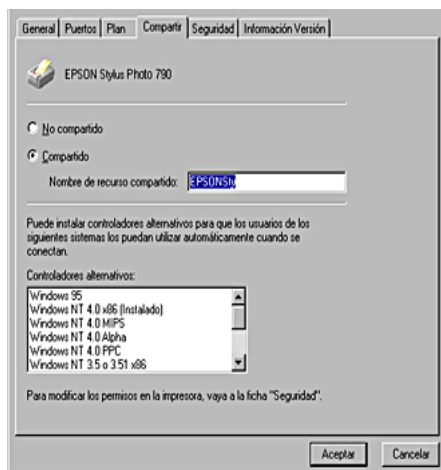 General Puertos Plan Compartir Seguridad Información Versión
EPSON Stylus Photo 790
No compartido
Compartido
Nombre de recurso compartido: EPSONStv
Puede instalar controladores alternativos para que los usuarios de los
siguientes sistemas los puedan utilizar automáticamente cuando se
conectan.
Controladores alternativos:
Windows 95
Windows NT 4.0 x86 (Instalado)
Windows NT 4.0 MIPS
Windows NT 4.0 Alpha
Windows NT 4.0 PPC
Windows NT 3.5 o 3.51 x86
Para modificar los permisos en la impresora, vaya a la ficha "Seguridad".
Aceptar Cancelar